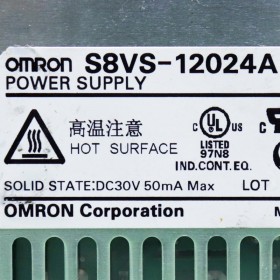 OMRON S8VS-12024A
POWER SUPPLY
高温注意
HOT SURFACE
c UL US
LISTED
97N8
IND.CONT.EQ.
SOLID STATE:DC30V 50mA Max
LOT
OMRON Corporation